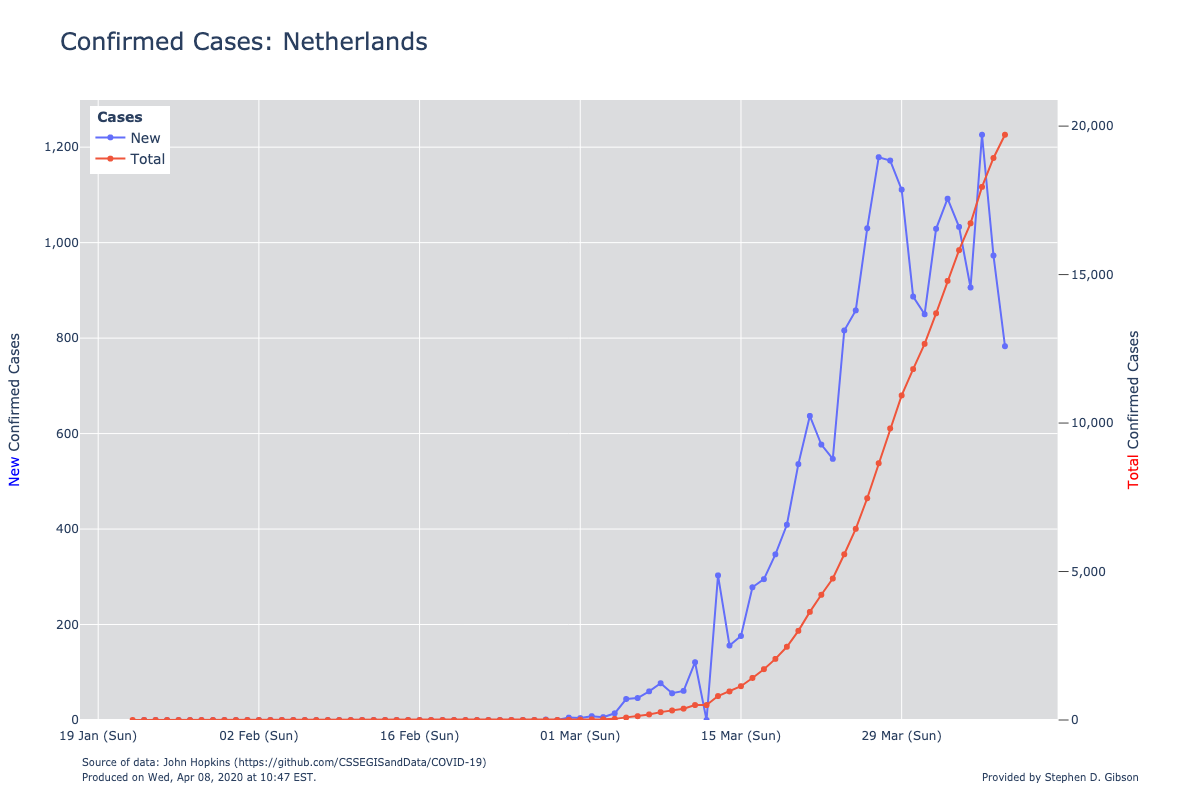 Confirmed Cases: Netherlands
Cases
New
Total
1,200
1,000
800
600
400
200
0
20,000
15,000
10,000
5,000
0
New Confirmed Cases
Total Confirmed Cases
19 Jan (Sun)
02 Feb (Sun)
16 Feb (Sun)
01 Mar (Sun)
15 Mar (Sun)
29 Mar (Sun)
Source of data: John Hopkins (https://github.com/CSSEGISandData/COVID-19)
Produced on Wed, Apr 08, 2020 at 10:47 EST.
Provided by Stephen D. Gibson